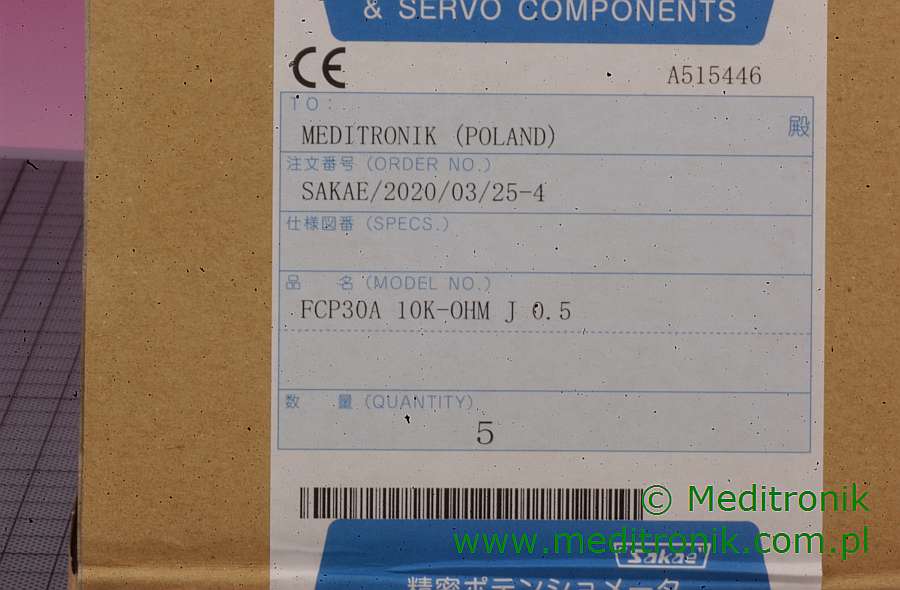 & SERVO COMPONENTS
CE
A515446
TO:
MEDITRONIK (POLAND)
殿
注文番号 (ORDER NO.)
SAKAE/2020/03/25-4
仕様図番 (SPECS.)
品 名 (MODEL NO.)
FCP30A 10K-OHM J 0.5
数 量 (QUANTITY)
5
© Meditronik
www.meditronik.com.pl
Sakae
精密ポテンショメータ